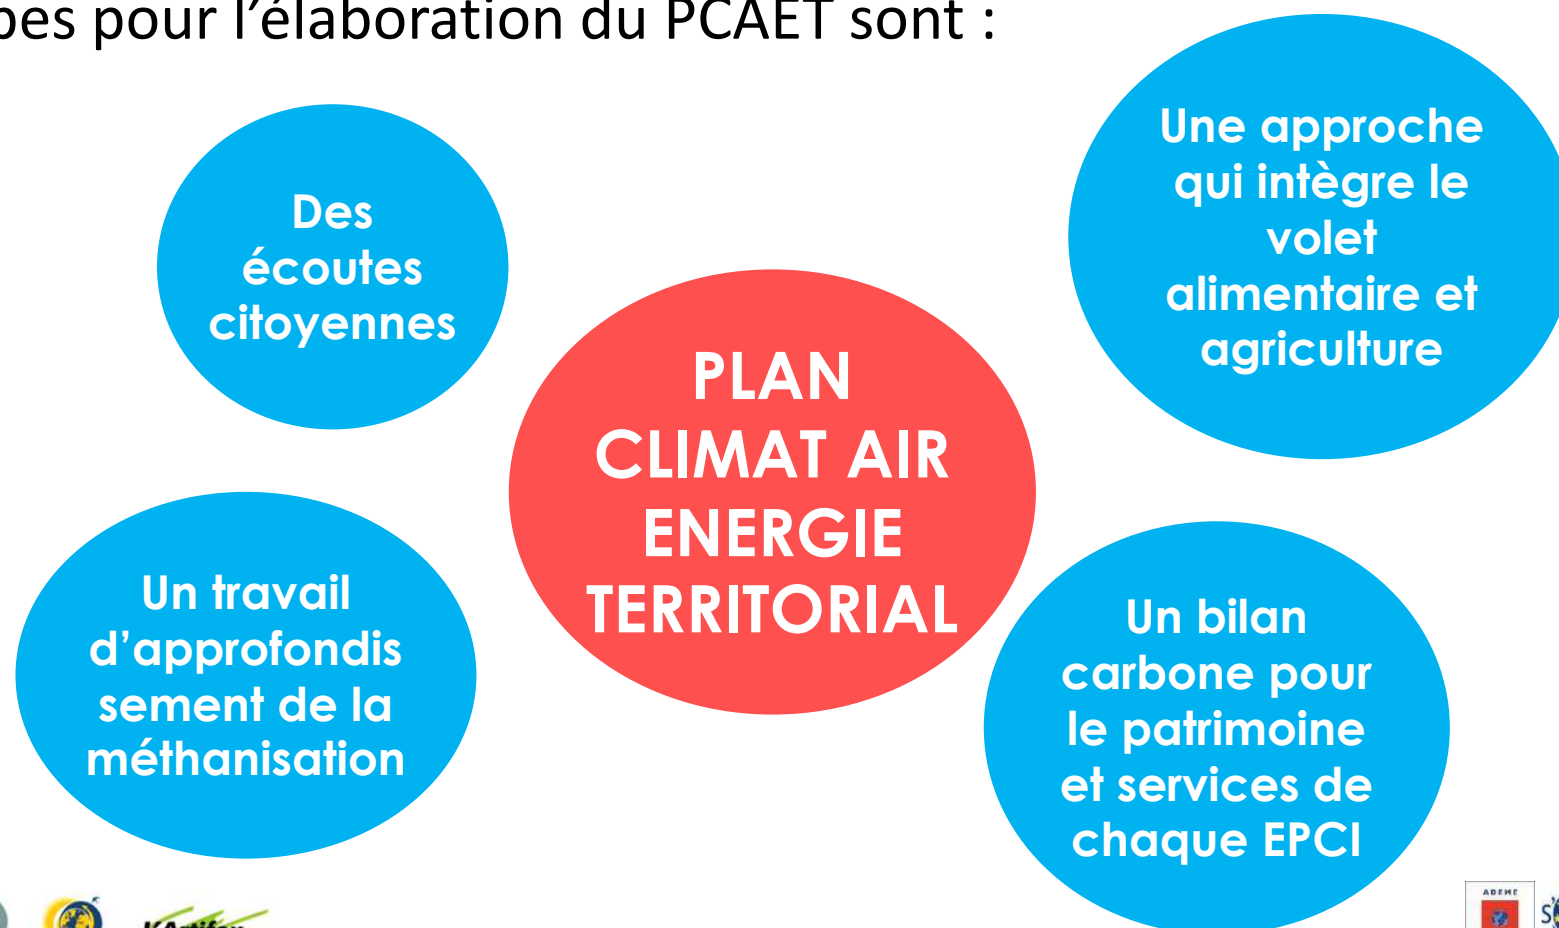 pour l’élaboration du PCAET sont :
Des
écoutes
citoyennes
Une approche
qui intègre le
volet
alimentaire et
agriculture
PLAN
CLIMAT AIR
ENERGIE
TERRITORIAL
Un travail
d’approfondis
sement de la
méthanisation
Un bilan
carbone pour
le patrimoine
et services de
chaque EPCI
ADEME